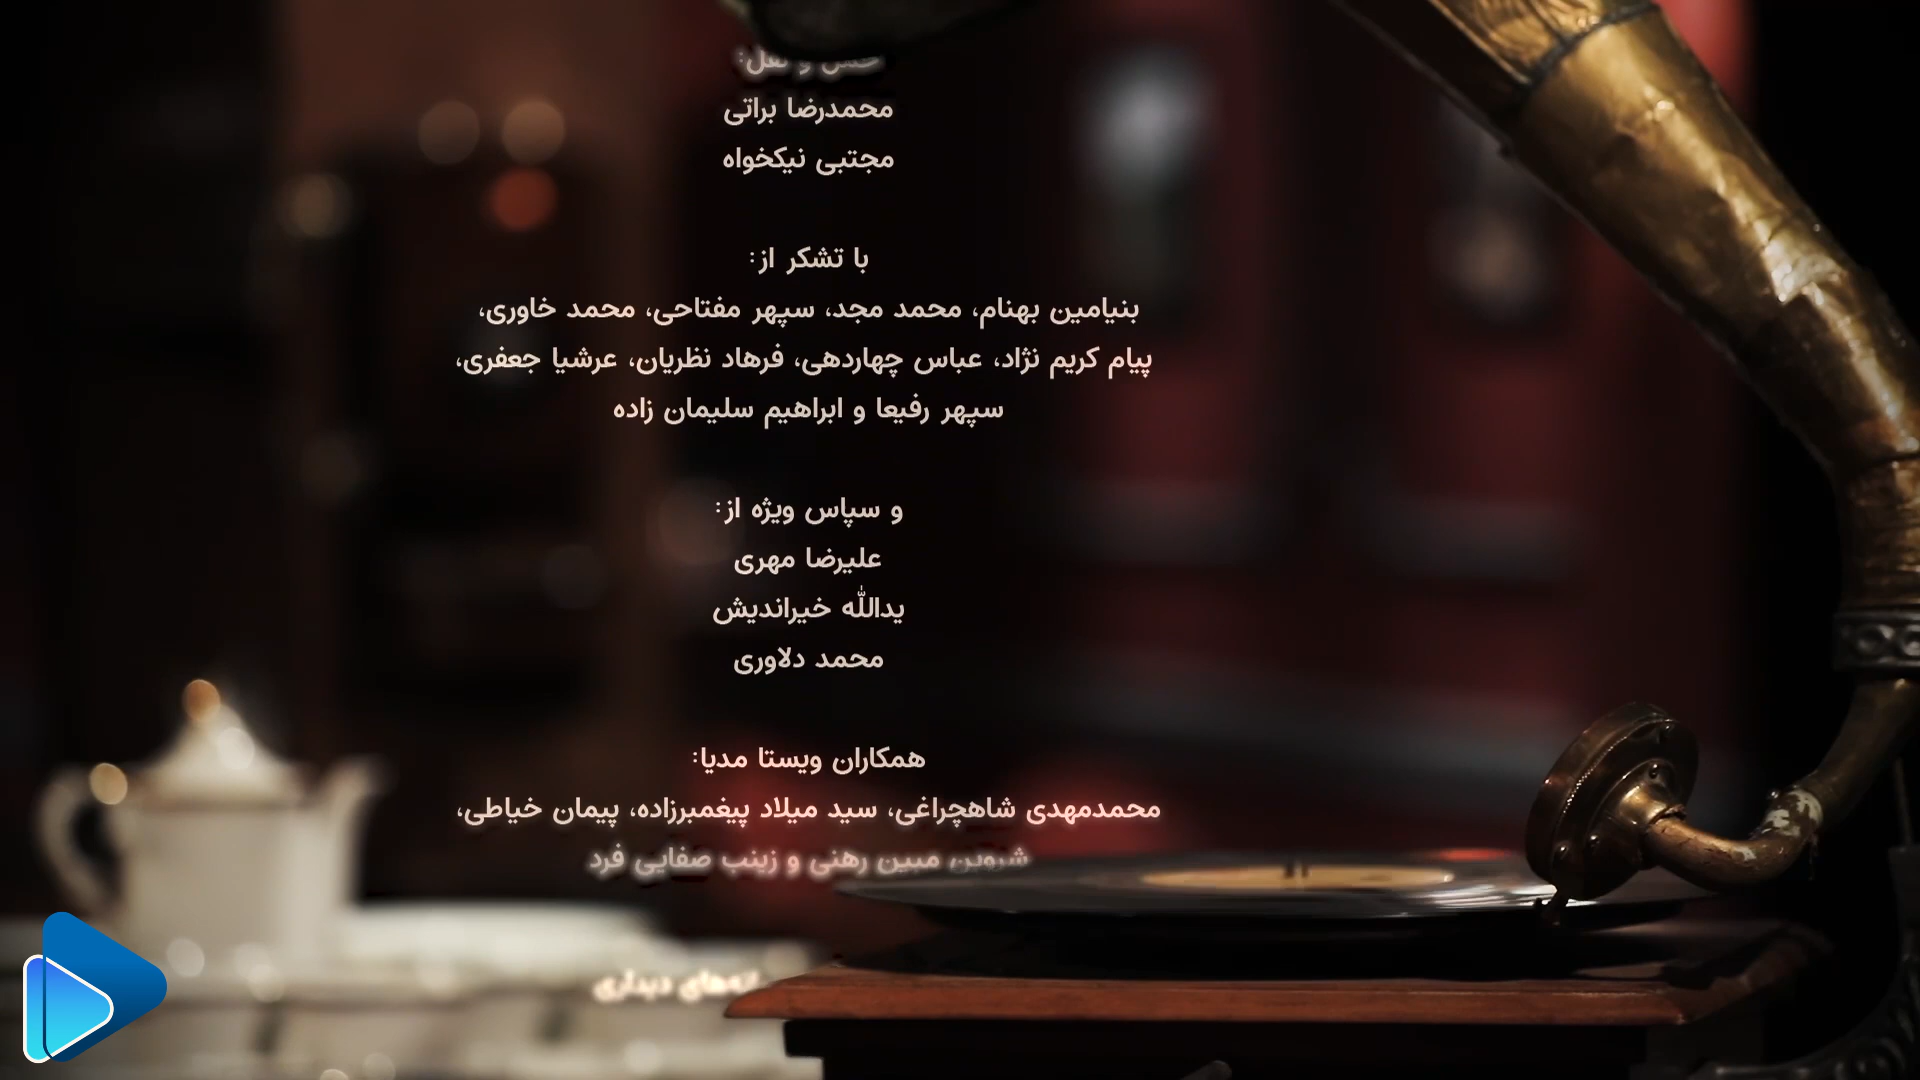 و نقل:
محمدرضا براتی
مجتبی نیکخواه
با تشکر از:
بنیامین بهنام، محمد مجد، سپهر مفتاحی، محمد خاوری،
پیام کریم نژاد، عباس چهاردهی، فرهاد نظریان، عرشیا جعفری،
سپهر رفیعا و ابراهیم سلیمان زاده
و سپاس ویژه از:
علیرضا مهری
یدالله خیراندیش
محمد دلاوری
همکاران ویستا مدیا:
محمدمهدی شاهچراغی، سید میلاد پیغمبرزاده، پیمان خیاطی،
شروین مبین رهنی و زینب صفایی فرد